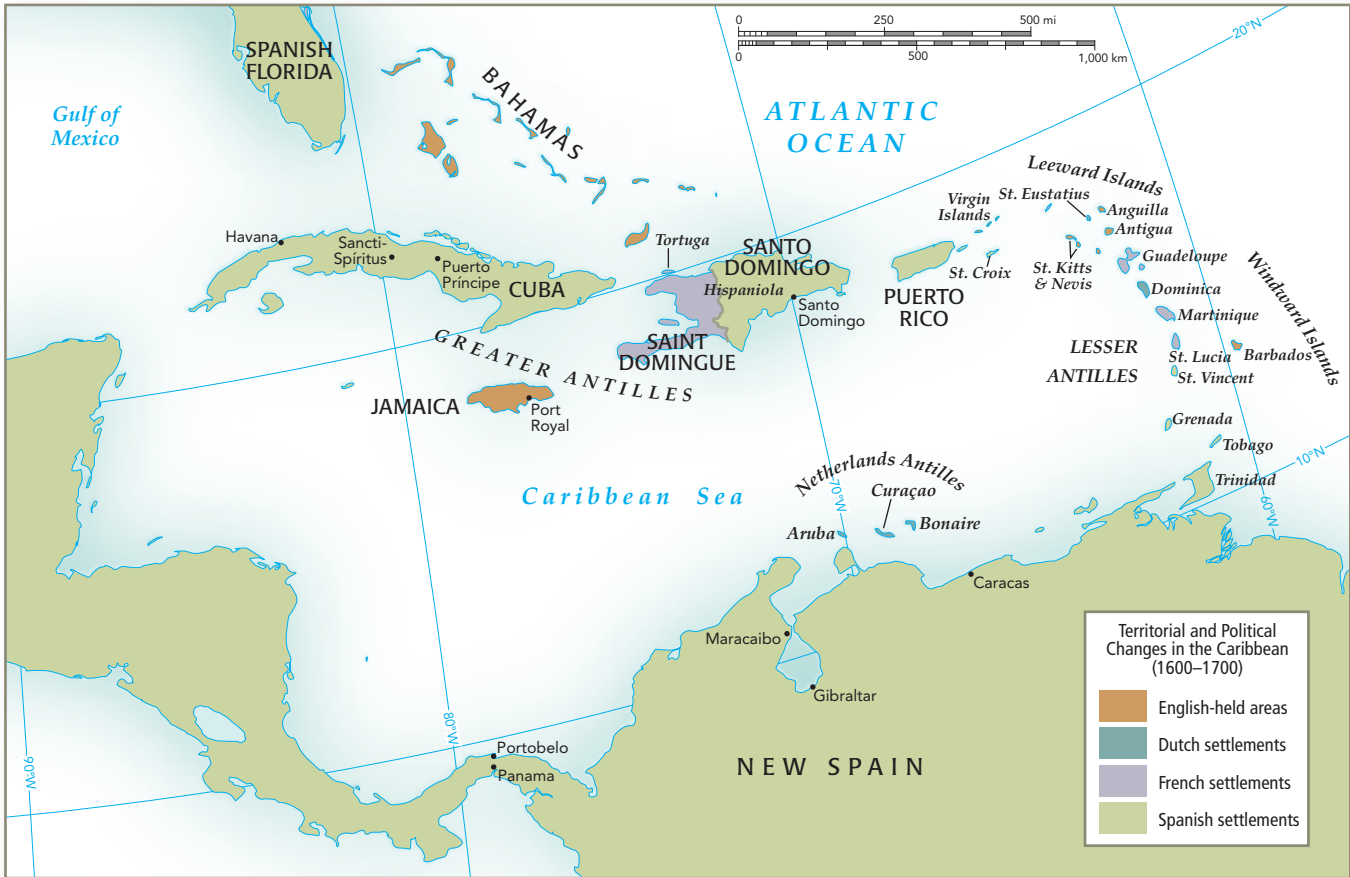 0
250
500 mi
0
500
1,000 km
20°N
SPANISH
FLORIDA
Gulf of
Mexico
BAHAMAS
ATLANTIC
OCEAN
Leeward Islands
Virgin
Islands
St. Eustatius
Anguilla
Antigua
Havana
Sancti-
Spíritus
Puerto
Príncipe
CUBA
Tortuga
SANTO
DOMINGO
Hispaniola
Santo
Domingo
PUERTO
RICO
St. Croix
St. Kitts
& Nevis
Guadeloupe
Dominica
Martinique
Windward Islands
SAINT
DOMINGUE
GREATER ANTILLES
LESSER
ANTILLES
St. Lucia
Barbados
St. Vincent
JAMAICA
Port
Royal
Grenada
Tobago
10°N
Trinidad
Caribbean Sea
Netherlands Antilles
70°W
Curaçao
Aruba
Bonaire
60°W
Caracas
Maracaibo
Gibraltar
80°W
90°W
Portobelo
Panama
NEW SPAIN
Territorial and Political
Changes in the Caribbean
(1600–1700)
English-held areas
Dutch settlements
French settlements
Spanish settlements